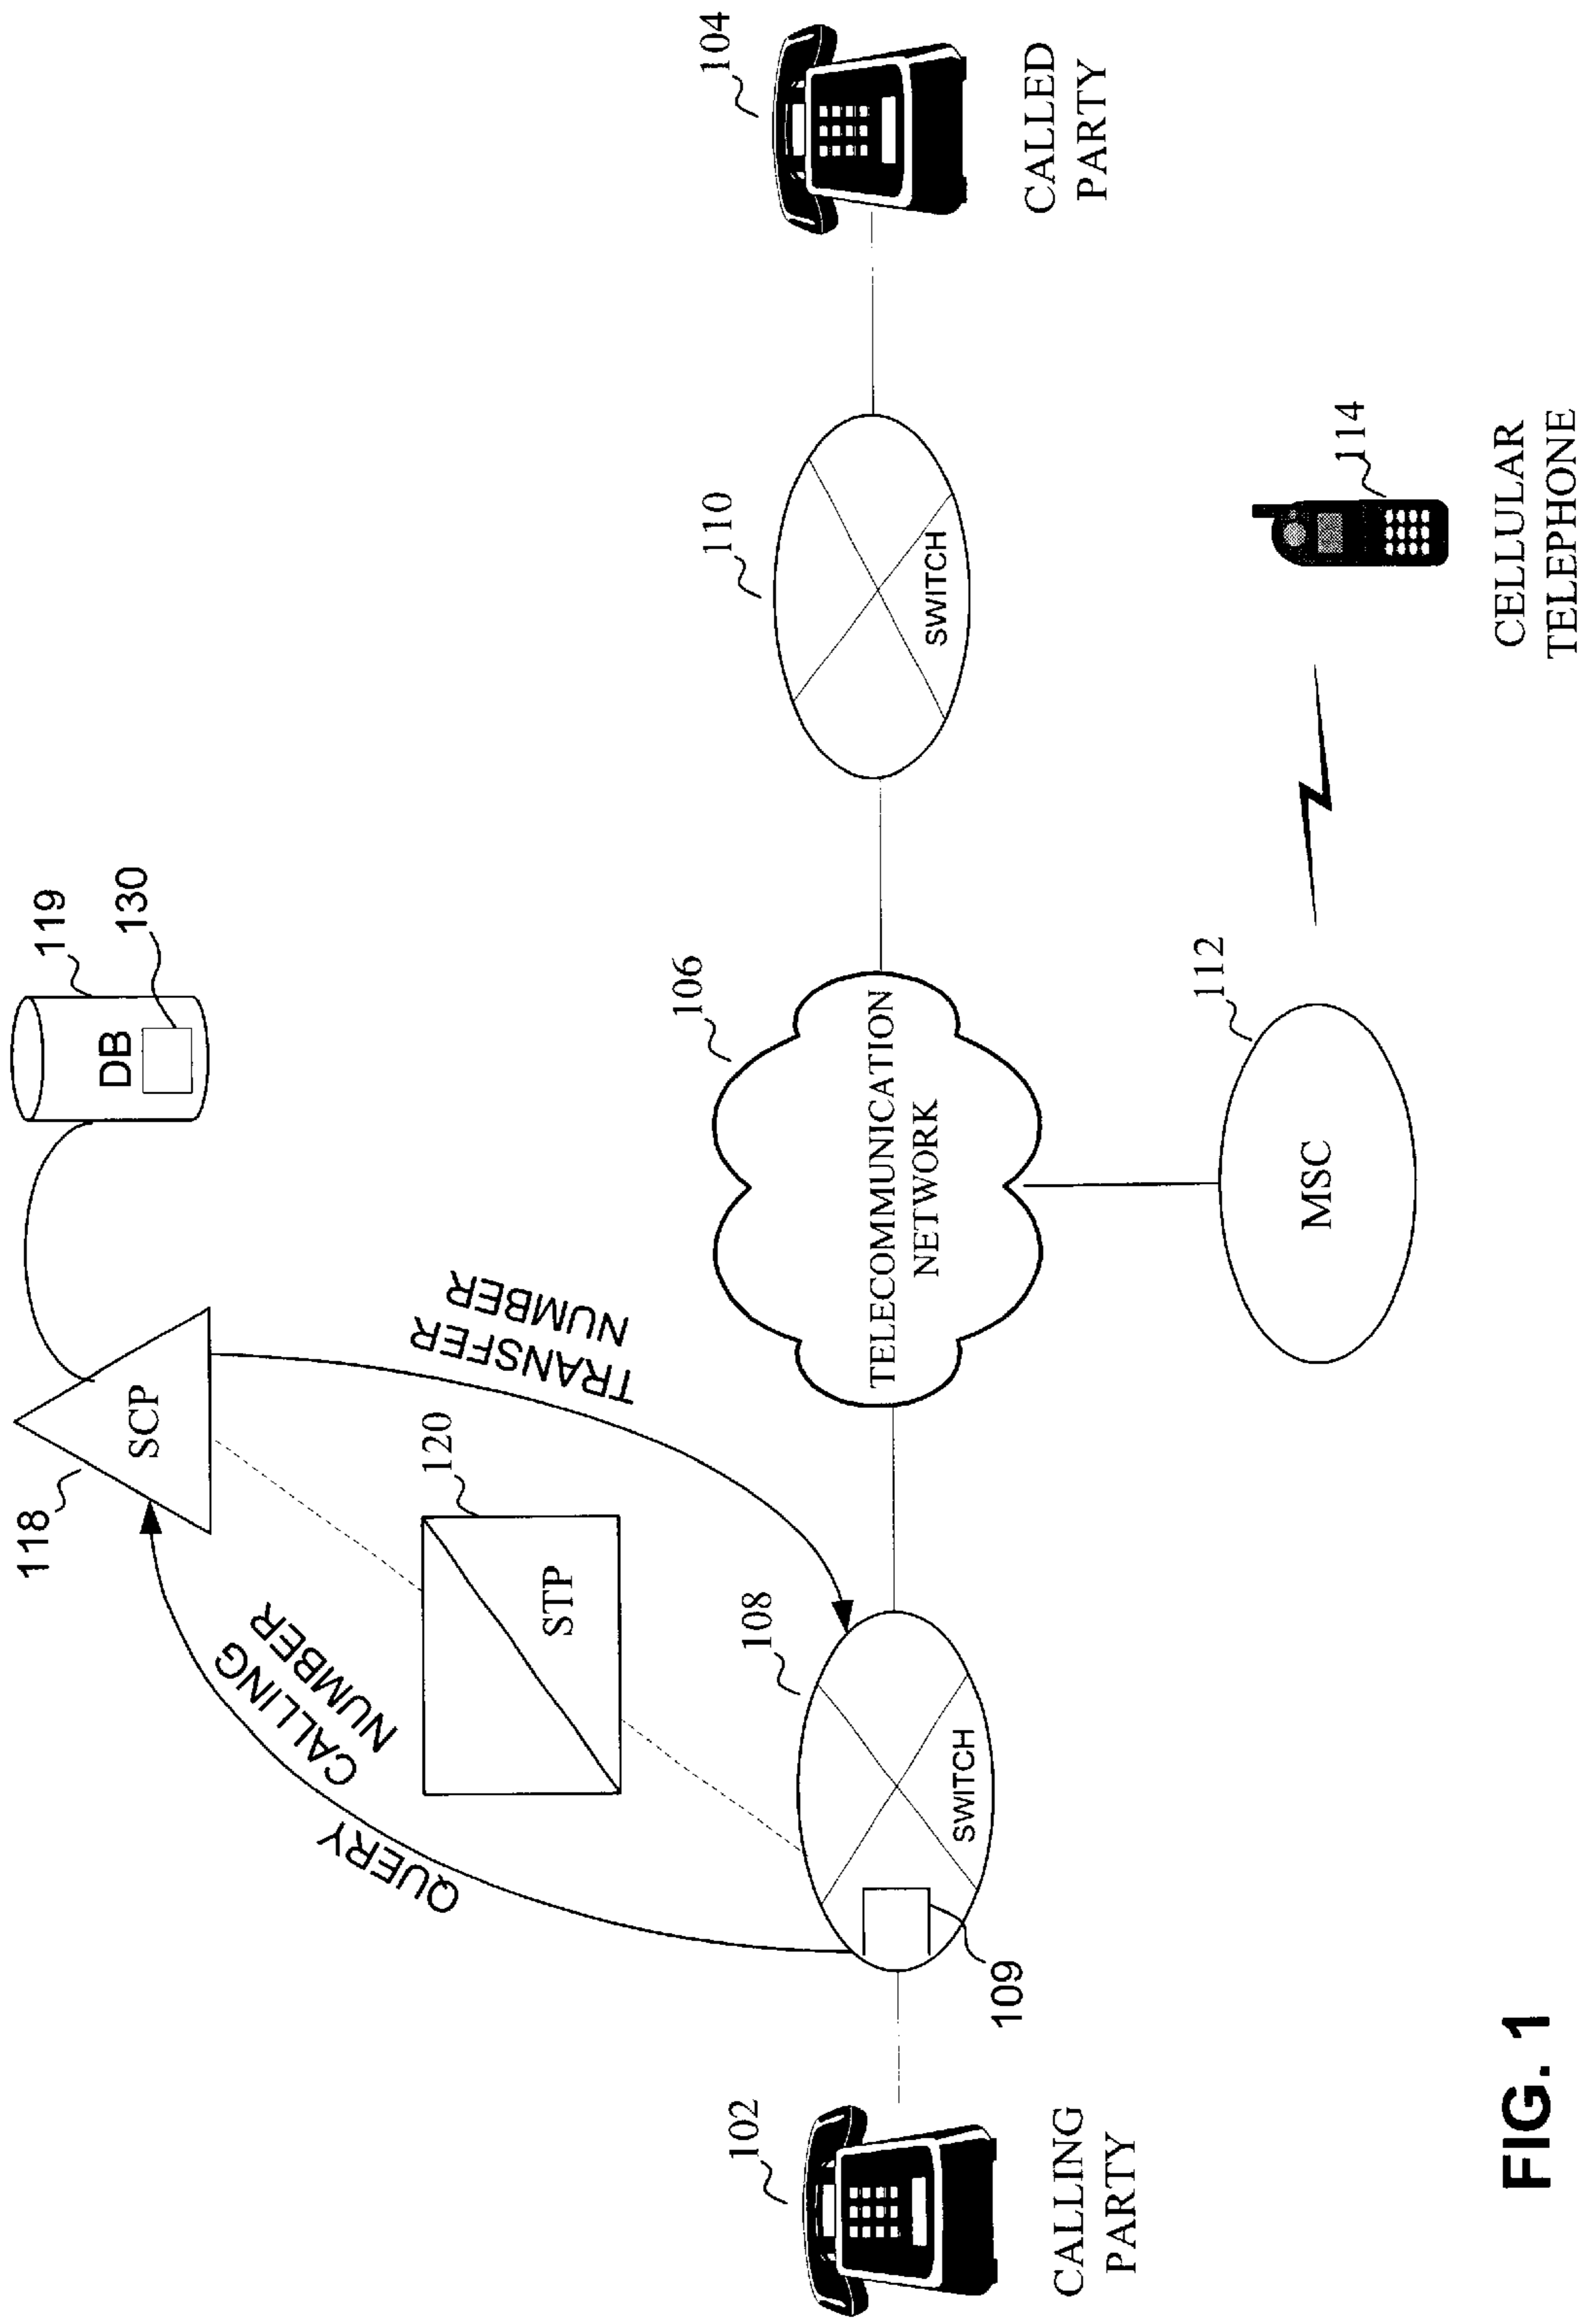 119
130
DB
118
SCP
QUERY
CALLING
NUMBER
TRANSFER
NUMBER
120
STP
102
CALLING
PARTY
108
SWITCH
109
106
TELECOMMUNICATION
NETWORK
110
SWITCH
104
CALLED
PARTY
112
MSC
114
CELLULAR
TELEPHONE
FIG. 1